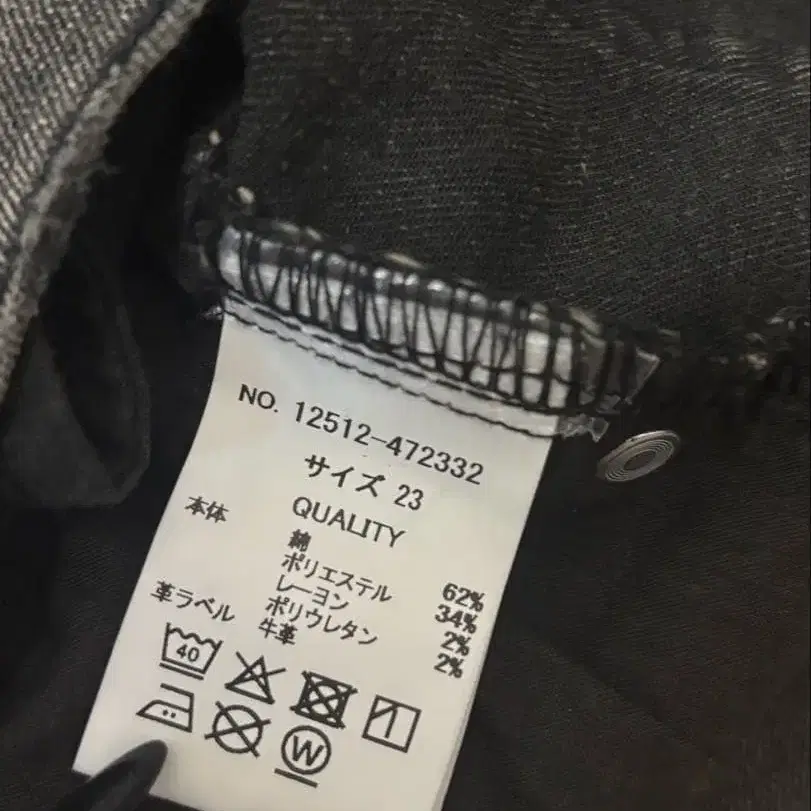 NO. 12512-472332
サイズ 23
QUALITY
本体
綿 62%
ポリエステル 34%
レーヨン 2%
ポリウレタン 2%
革ラベル 牛革
40
W